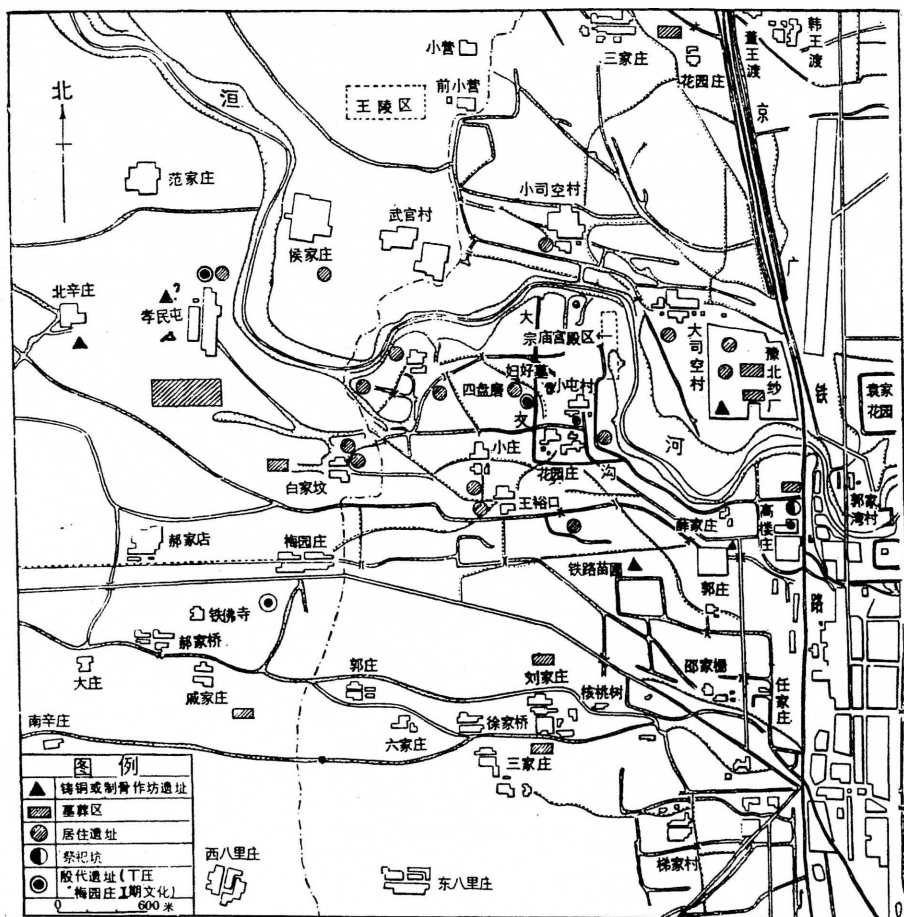 小营
三家庄
花园庄
董王渡
韩王渡
北
洹
前小营
王陵区
京
范家庄
小司空村
武官村
侯家庄
北辛庄
孝民屯
大
宗庙宫殿区
大司空村
豫北纱
铁
袁家花园
妇好墓
小屯村
四盘磨
灰
河
小庄
花园庄
沟
白家坟
王裕口
薛家庄
高楼庄
郭家湾村
郝家店
梅园庄
铁路苗圃
郭庄
路
铁佛寺
郝家桥
大庄
戚家庄
郭庄
刘家庄
核桃树
邵家棚
任家庄
南辛庄
六家庄
徐家桥
三家庄
图例
铸铜或制骨作坊遗址
墓葬区
居住遗址
祭祀坑
殷代遗址(丁庄
梅园庄I期文化)
0 600米
西八里庄
东八里庄
梯家村